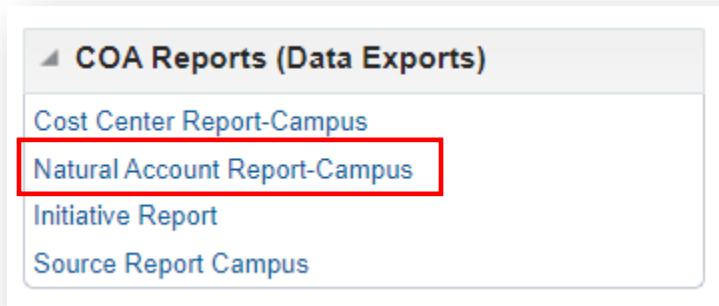 COA Reports (Data Exports)
Cost Center Report-Campus
Natural Account Report-Campus
Initiative Report
Source Report Campus